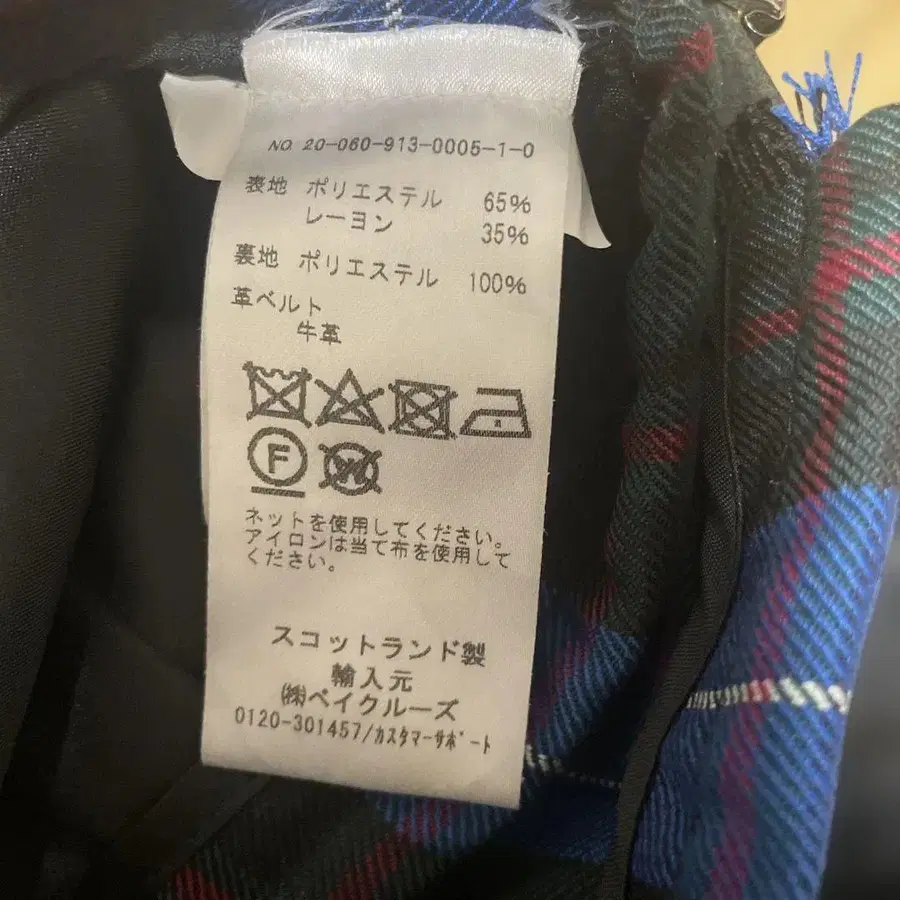 NO. 20-060-913-0005-1-0
表地 ポリエステル 65%
レーヨン 35%
裏地 ポリエステル 100%
革ベルト
牛革
F
W
ネットを使用してください。
アイロンは当て布を使用して
ください。
スコットランド製
輸入元
㈱ベイクルーズ
0120-301457/ｶｽﾀﾏｰｻﾎﾟｰﾄ